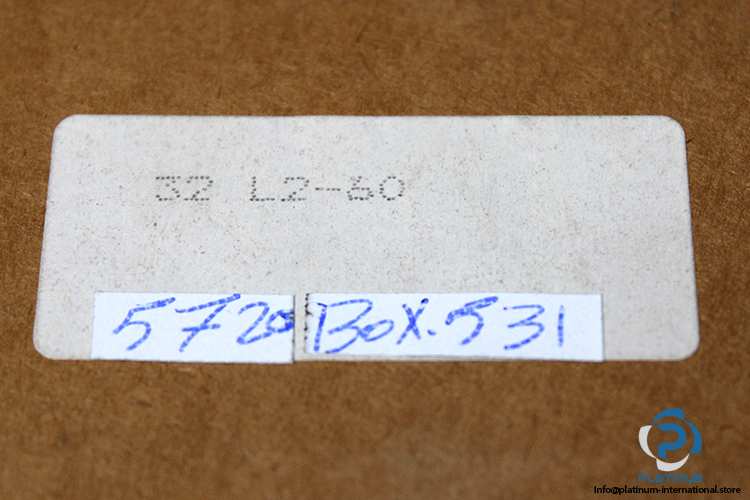 32 L2-60
5720 Box.531
PLATINUM
Info@platinum-international.store